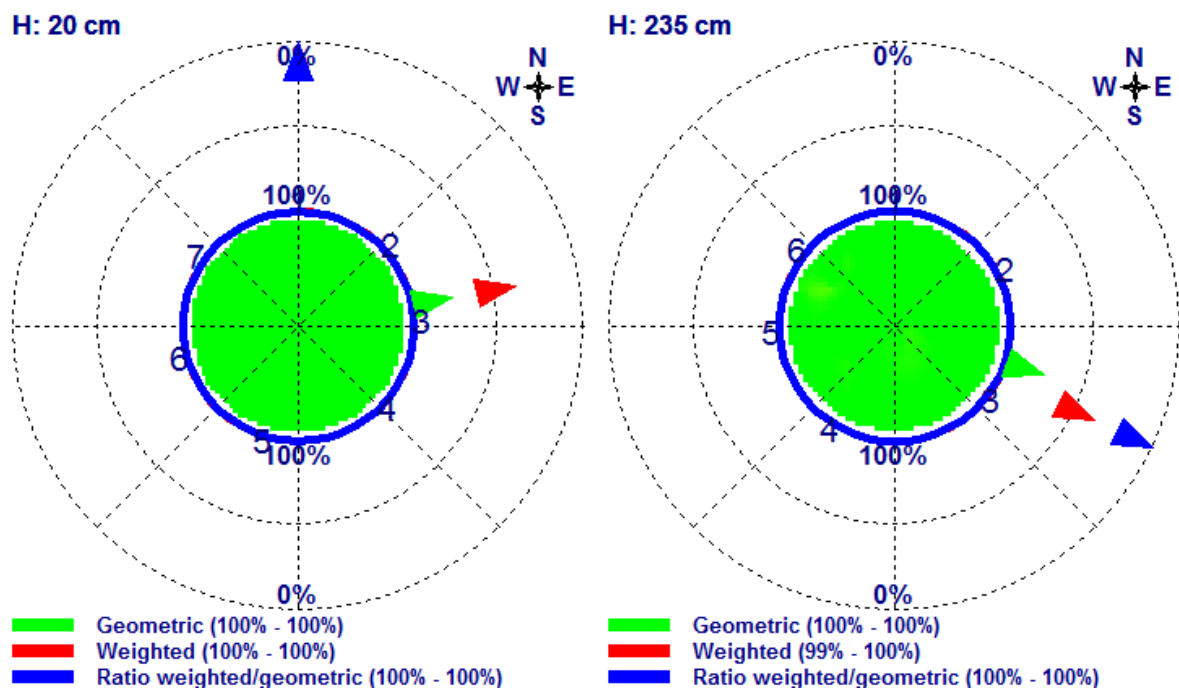 H: 20 cm
0%
N
W E
S
100%
7
2
3
6
4
5
100%
0%
Geometric (100% - 100%)
Weighted (100% - 100%)
Ratio weighted/geometric (100% - 100%)
H: 235 cm
0%
N
W E
S
100%
6
2
5
3
4
100%
0%
Geometric (100% - 100%)
Weighted (99% - 100%)
Ratio weighted/geometric (100% - 100%)